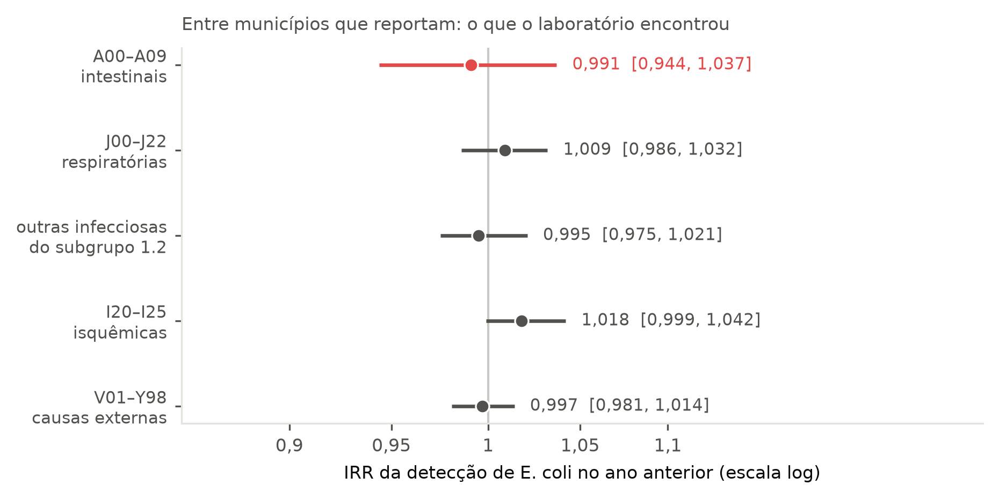 Entre municípios que reportam: o que o laboratório encontrou
A00–A09
intestinais
0,991 [0,944, 1,037]
J00–J22
respiratórias
1,009 [0,986, 1,032]
outras infecciosas
do subgrupo 1.2
0,995 [0,975, 1,021]
I20–I25
isquêmicas
1,018 [0,999, 1,042]
V01–Y98
causas externas
0,997 [0,981, 1,014]
0,9 0,95 1 1,05 1,1
IRR da detecção de E. coli no ano anterior (escala log)